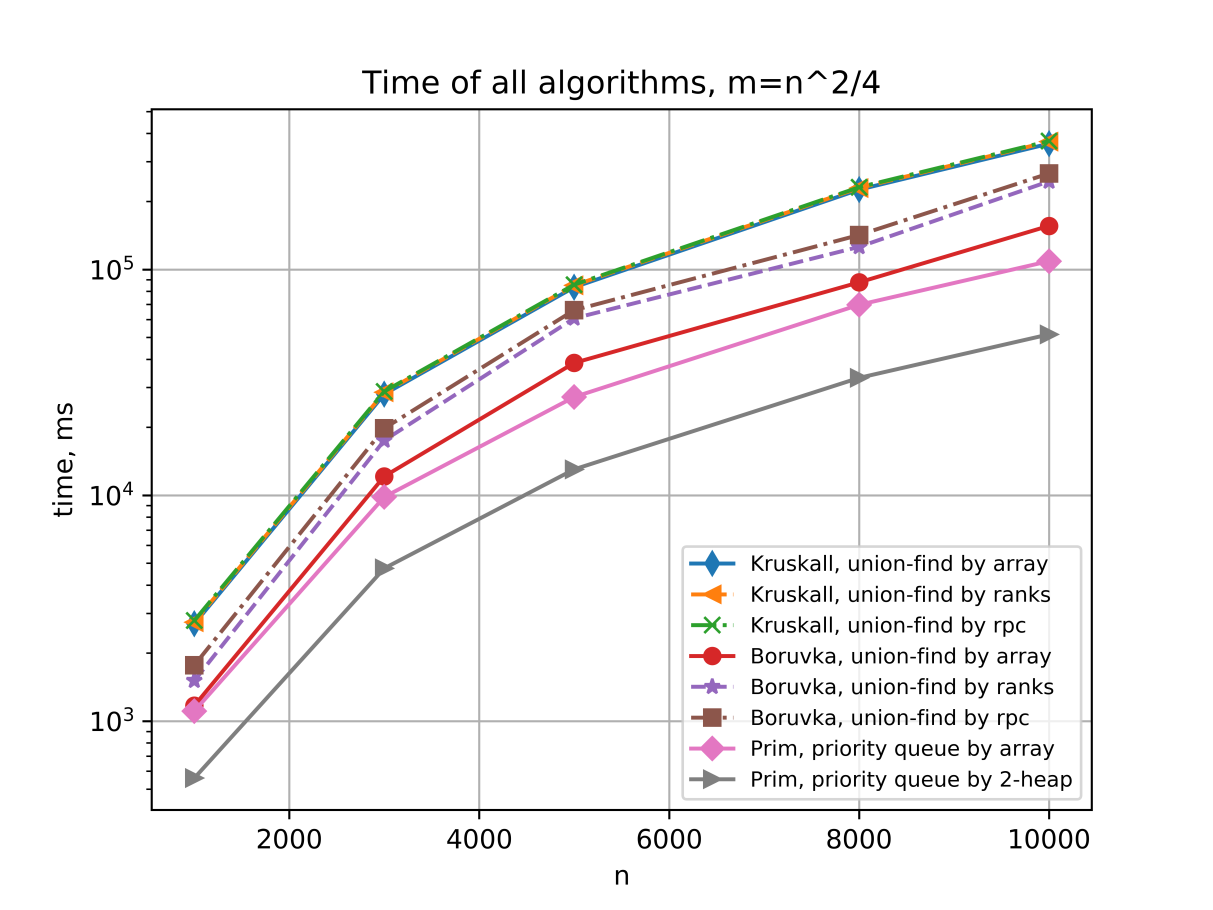 Time of all algorithms, m=n^2/4
time, ms
10^5
10^4
10^3
Kruskall, union-find by array
Kruskall, union-find by ranks
Kruskall, union-find by rpc
Boruvka, union-find by array
Boruvka, union-find by ranks
Boruvka, union-find by rpc
Prim, priority queue by array
Prim, priority queue by 2-heap
2000 4000 6000 8000 10000
n